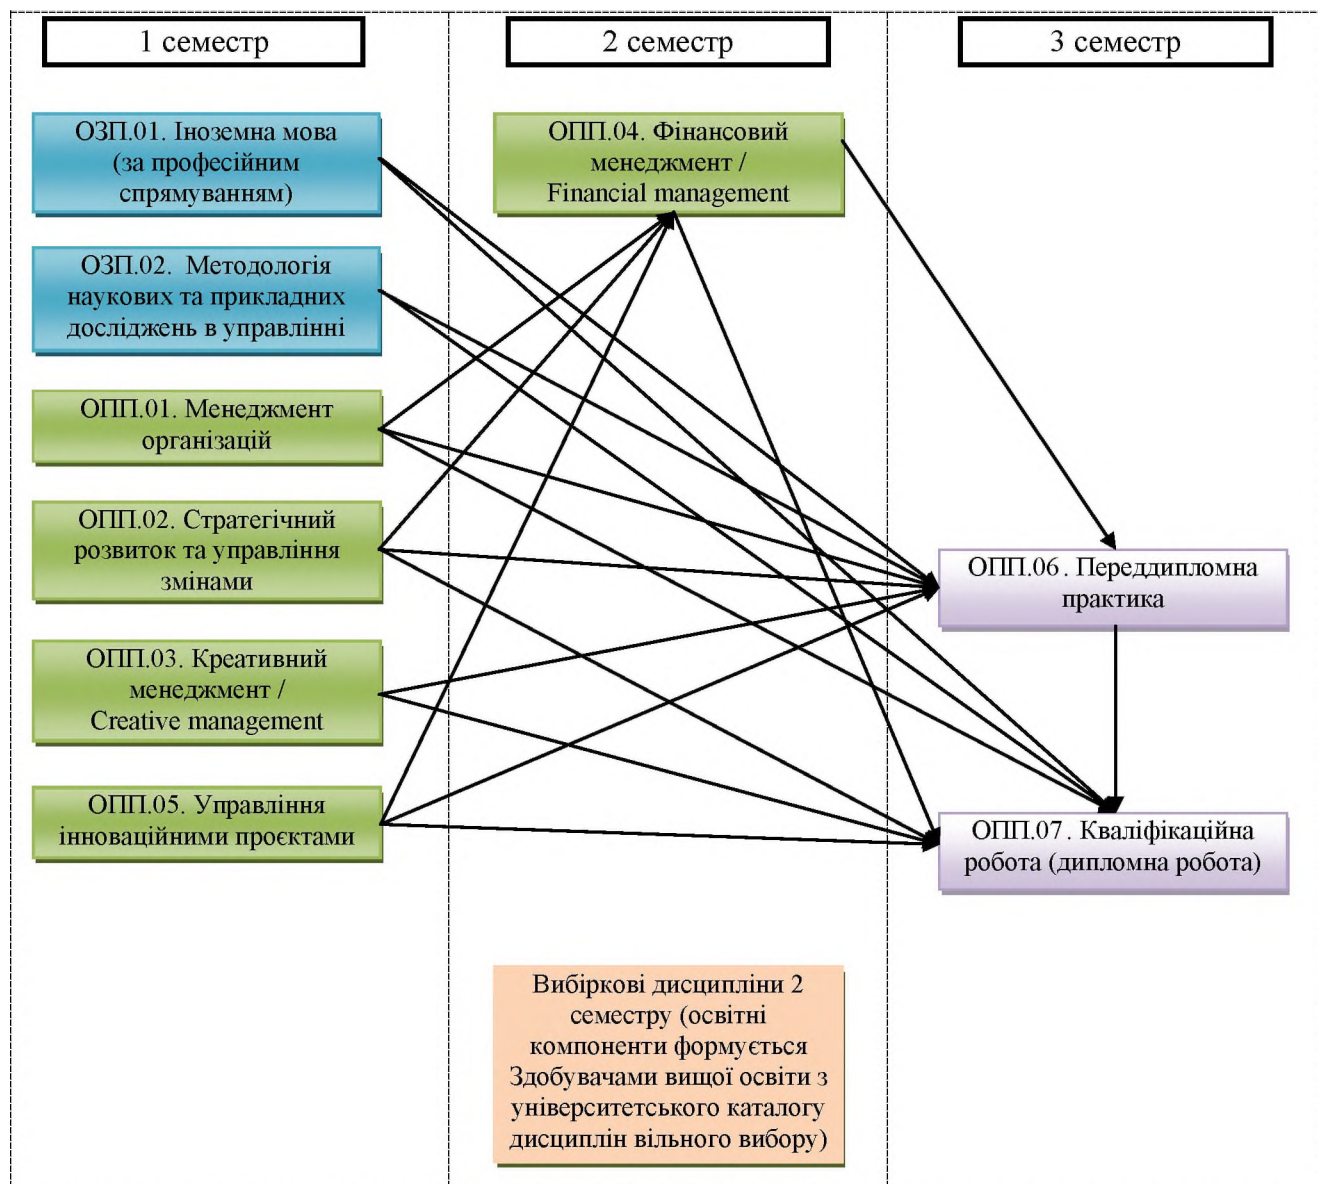 1 семестр
2 семестр
3 семестр
ОЗП.01. Іноземна мова
(за професійним
спрямуванням)
ОЗП.02. Методологія
наукових та прикладних
досліджень в управлінні
ОПП.01. Менеджмент
організацій
ОПП.02. Стратегічний
розвиток та управління
змінами
ОПП.03. Креативний
менеджмент /
Creative management
ОПП.05. Управління
інноваційними проєктами
ОПП.04. Фінансовий
менеджмент /
Financial management
Вибіркові дисципліни 2
семестру (освітні
компоненти формується
Здобувачами вищої освіти з
університетського каталогу
дисциплін вільного вибору)
ОПП.06 . Переддипломна
практика
ОПП.07 . Кваліфікаційна
робота (дипломна робота)